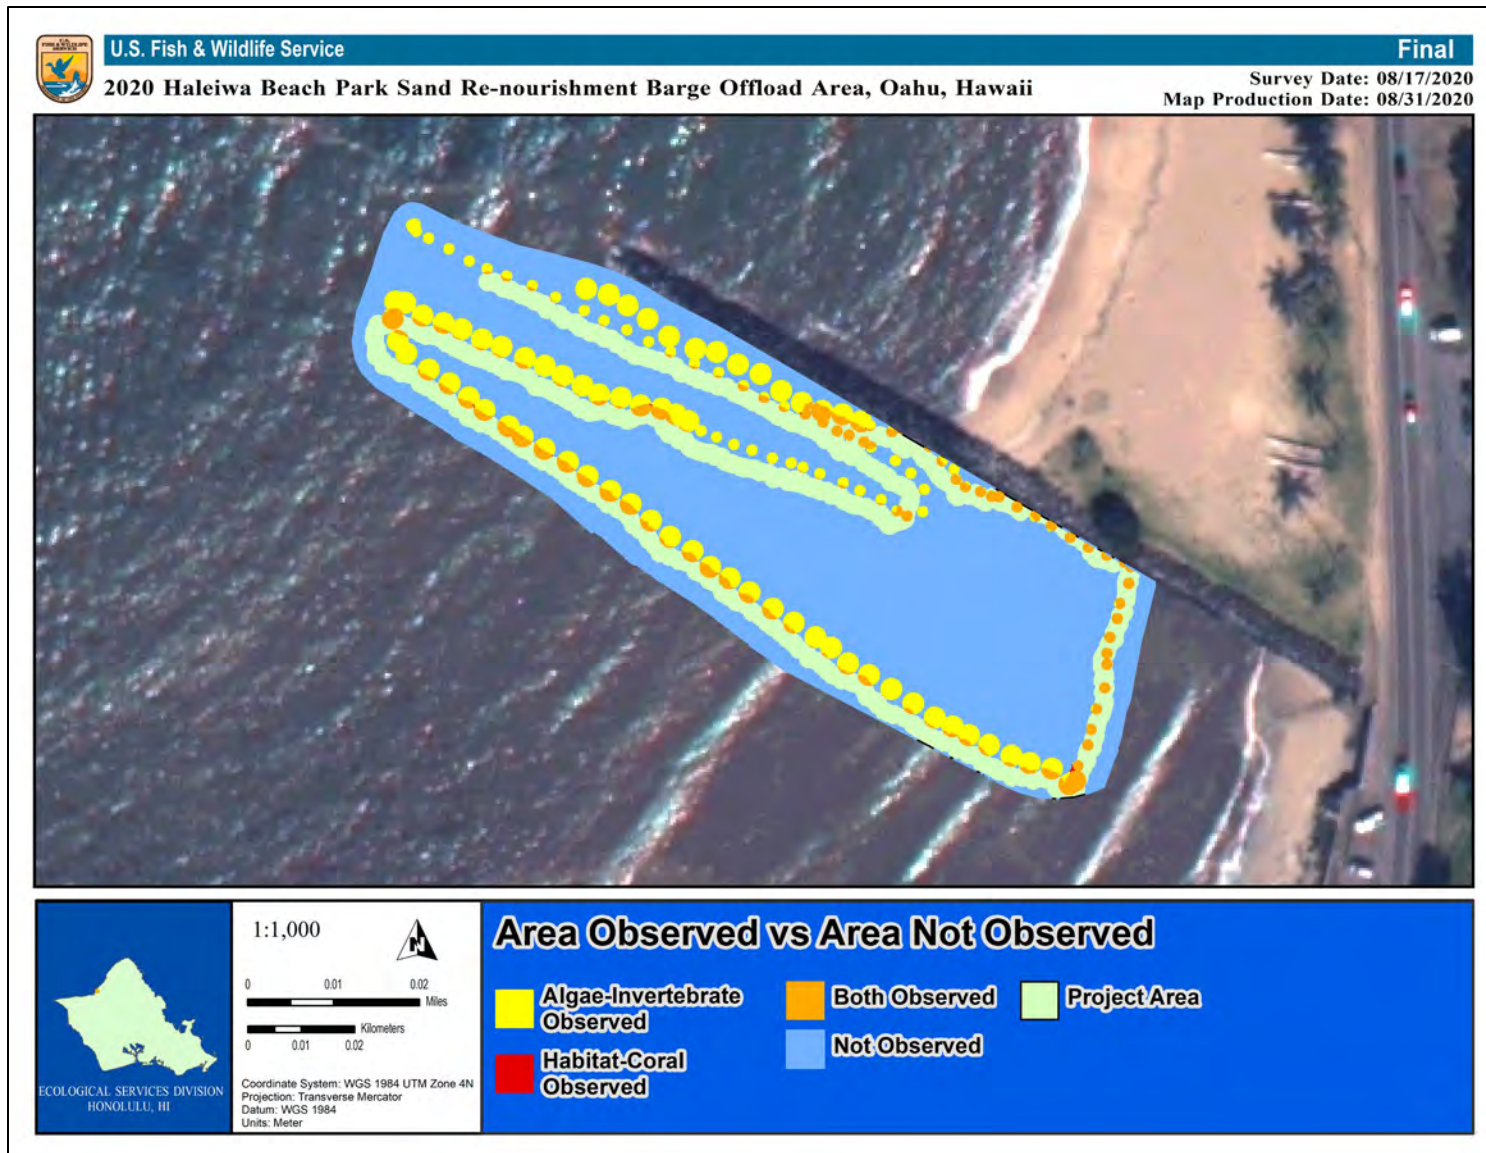 U.S.
FISH & WILDLIFE
SERVICE
U.S. Fish & Wildlife Service
Final
2020 Haleiwa Beach Park Sand Re-nourishment Barge Offload Area, Oahu, Hawaii
Survey Date: 08/17/2020
Map Production Date: 08/31/2020
ECOLOGICAL SERVICES DIVISION
HONOLULU, HI
1:1,000
N
0 0.01 0.02
Miles
Kilometers
0 0.01 0.02
Coordinate System: WGS 1984 UTM Zone 4N
Projection: Transverse Mercator
Datum: WGS 1984
Units: Meter
Area Observed vs Area Not Observed
Algae-Invertebrate
Observed
Habitat-Coral
Observed
Both Observed
Not Observed
Project Area